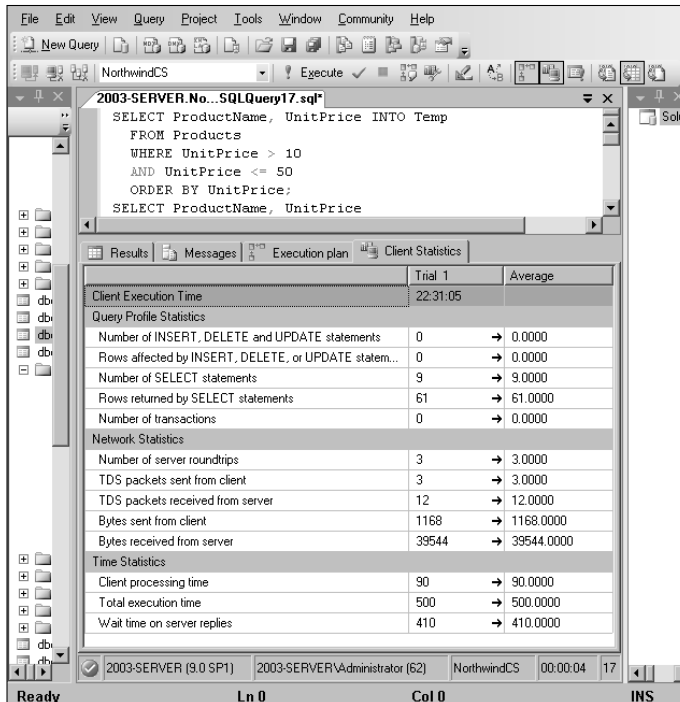 File Edit View Query Project Tools Window Community Help
New Query
NorthwindCS Execute
2003-SERVER.No...SQLQuery17.sql*
Solu
SELECT ProductName, UnitPrice INTO Temp
FROM Products
WHERE UnitPrice > 10
AND UnitPrice <= 50
ORDER BY UnitPrice;
SELECT ProductName, UnitPrice
Results Messages Execution plan Client Statistics
Trial 1 Average
Client Execution Time 22:31:05
Query Profile Statistics
Number of INSERT, DELETE and UPDATE statements 0 → 0.0000
Rows affected by INSERT, DELETE, or UPDATE statem... 0 → 0.0000
Number of SELECT statements 9 → 9.0000
Rows returned by SELECT statements 61 → 61.0000
Number of transactions 0 → 0.0000
Network Statistics
Number of server roundtrips 3 → 3.0000
TDS packets sent from client 3 → 3.0000
TDS packets received from server 12 → 12.0000
Bytes sent from client 1168 → 1168.0000
Bytes received from server 39544 → 39544.0000
Time Statistics
Client processing time 90 → 90.0000
Total execution time 500 → 500.0000
Wait time on server replies 410 → 410.0000
2003-SERVER (9.0 SP1) 2003-SERVER\Administrator (62) NorthwindCS 00:00:04 17
Ready Ln 0 Col 0 INS